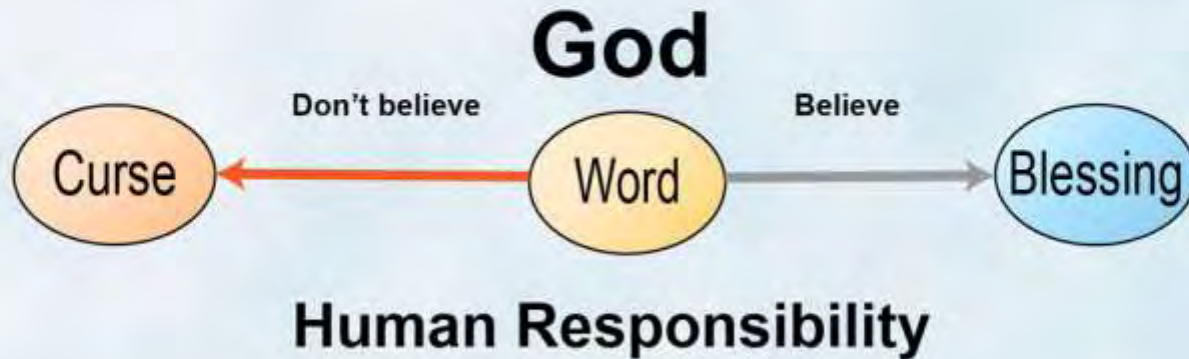 God
Don't believe
Believe
Curse
Word
Blessing
Human Responsibility